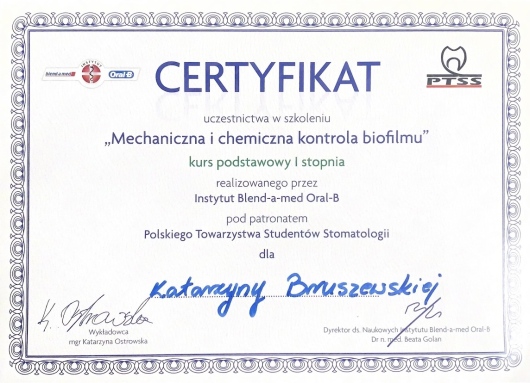 blend-a-med INSTYTUT Oral-B
PTSS
CERTYFIKAT
uczestnictwa w szkoleniu
„Mechaniczna i chemiczna kontrola biofilmu”
kurs podstawowy I stopnia
realizowanego przez
Instytut Blend-a-med Oral-B
pod patronatem
Polskiego Towarzystwa Studentów Stomatologii
dla
Katarzyny Bruszewskiej
K. Ostrowska
Wykładowca
mgr Katarzyna Ostrowska
Dyrektor ds. Naukowych Instytutu Blend-a-med Oral-B
Dr n. med. Beata Golan